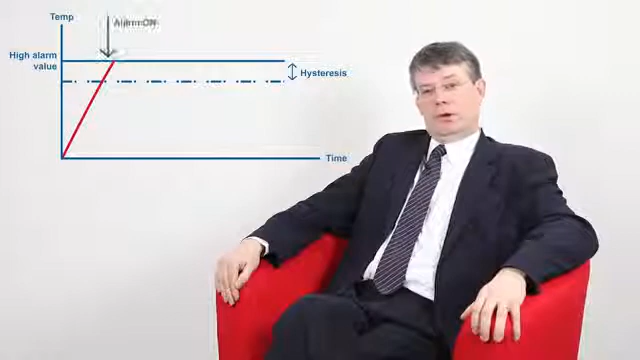 Temp
Alarm ON
High alarm
value
Hysteresis
Time